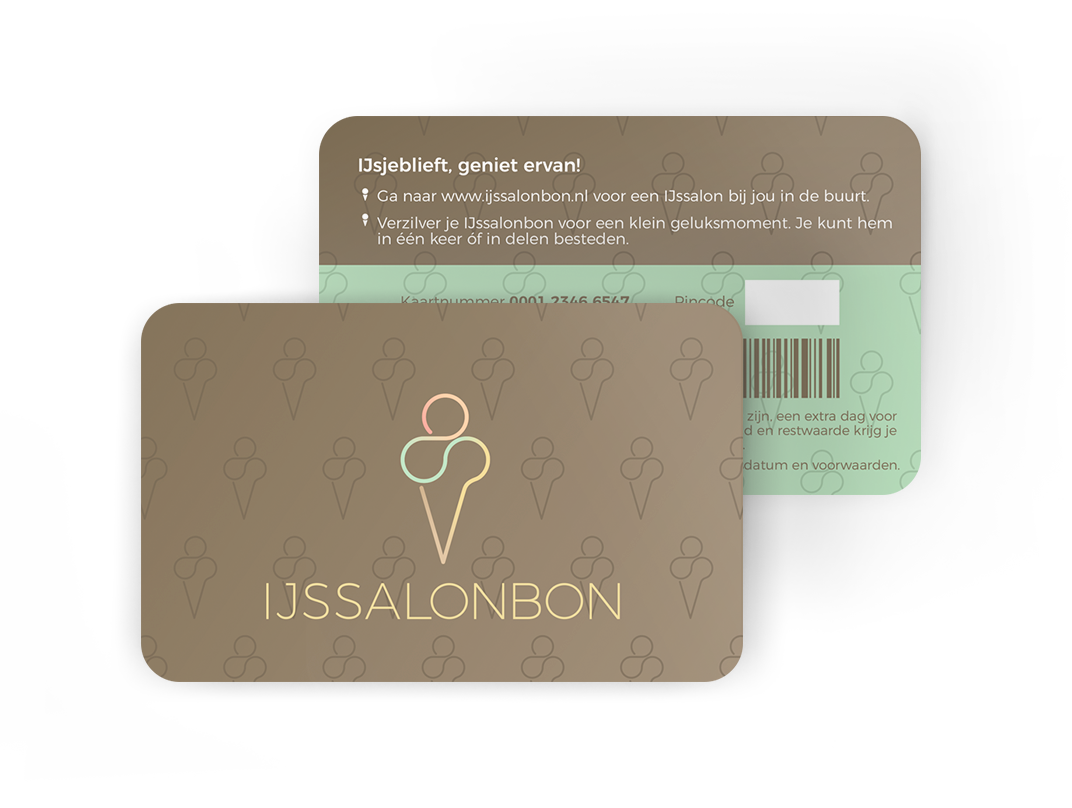 IJsjeblieft, geniet ervan!
Ga naar www.ijssalonbon.nl voor een IJssalon bij jou in de buurt.
Verzilver je IJssalonbon voor een klein geluksmoment. Je kunt hem
in één keer óf in delen besteden.
Kaartnummer 0001 2346 6547 Pincode
zijn, een extra dag voor
en restwaarde krijg je
datum en voorwaarden.
IJSSALONBON